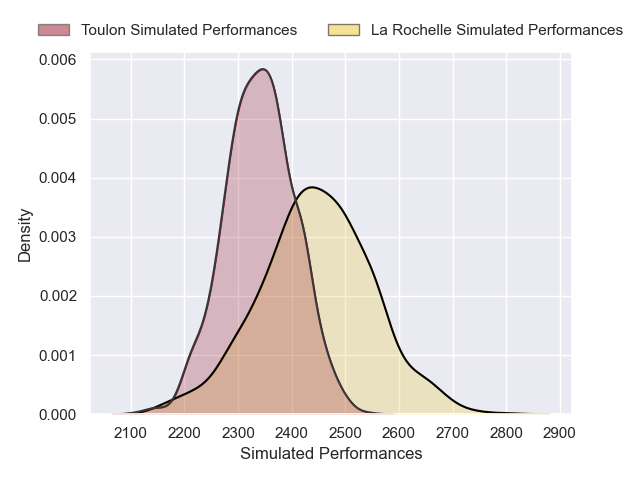 Toulon Simulated Performances La Rochelle Simulated Performances
0.006
0.005
0.004
0.003
0.002
0.001
0.000
Density
2100 2200 2300 2400 2500 2600 2700 2800 2900
Simulated Performances